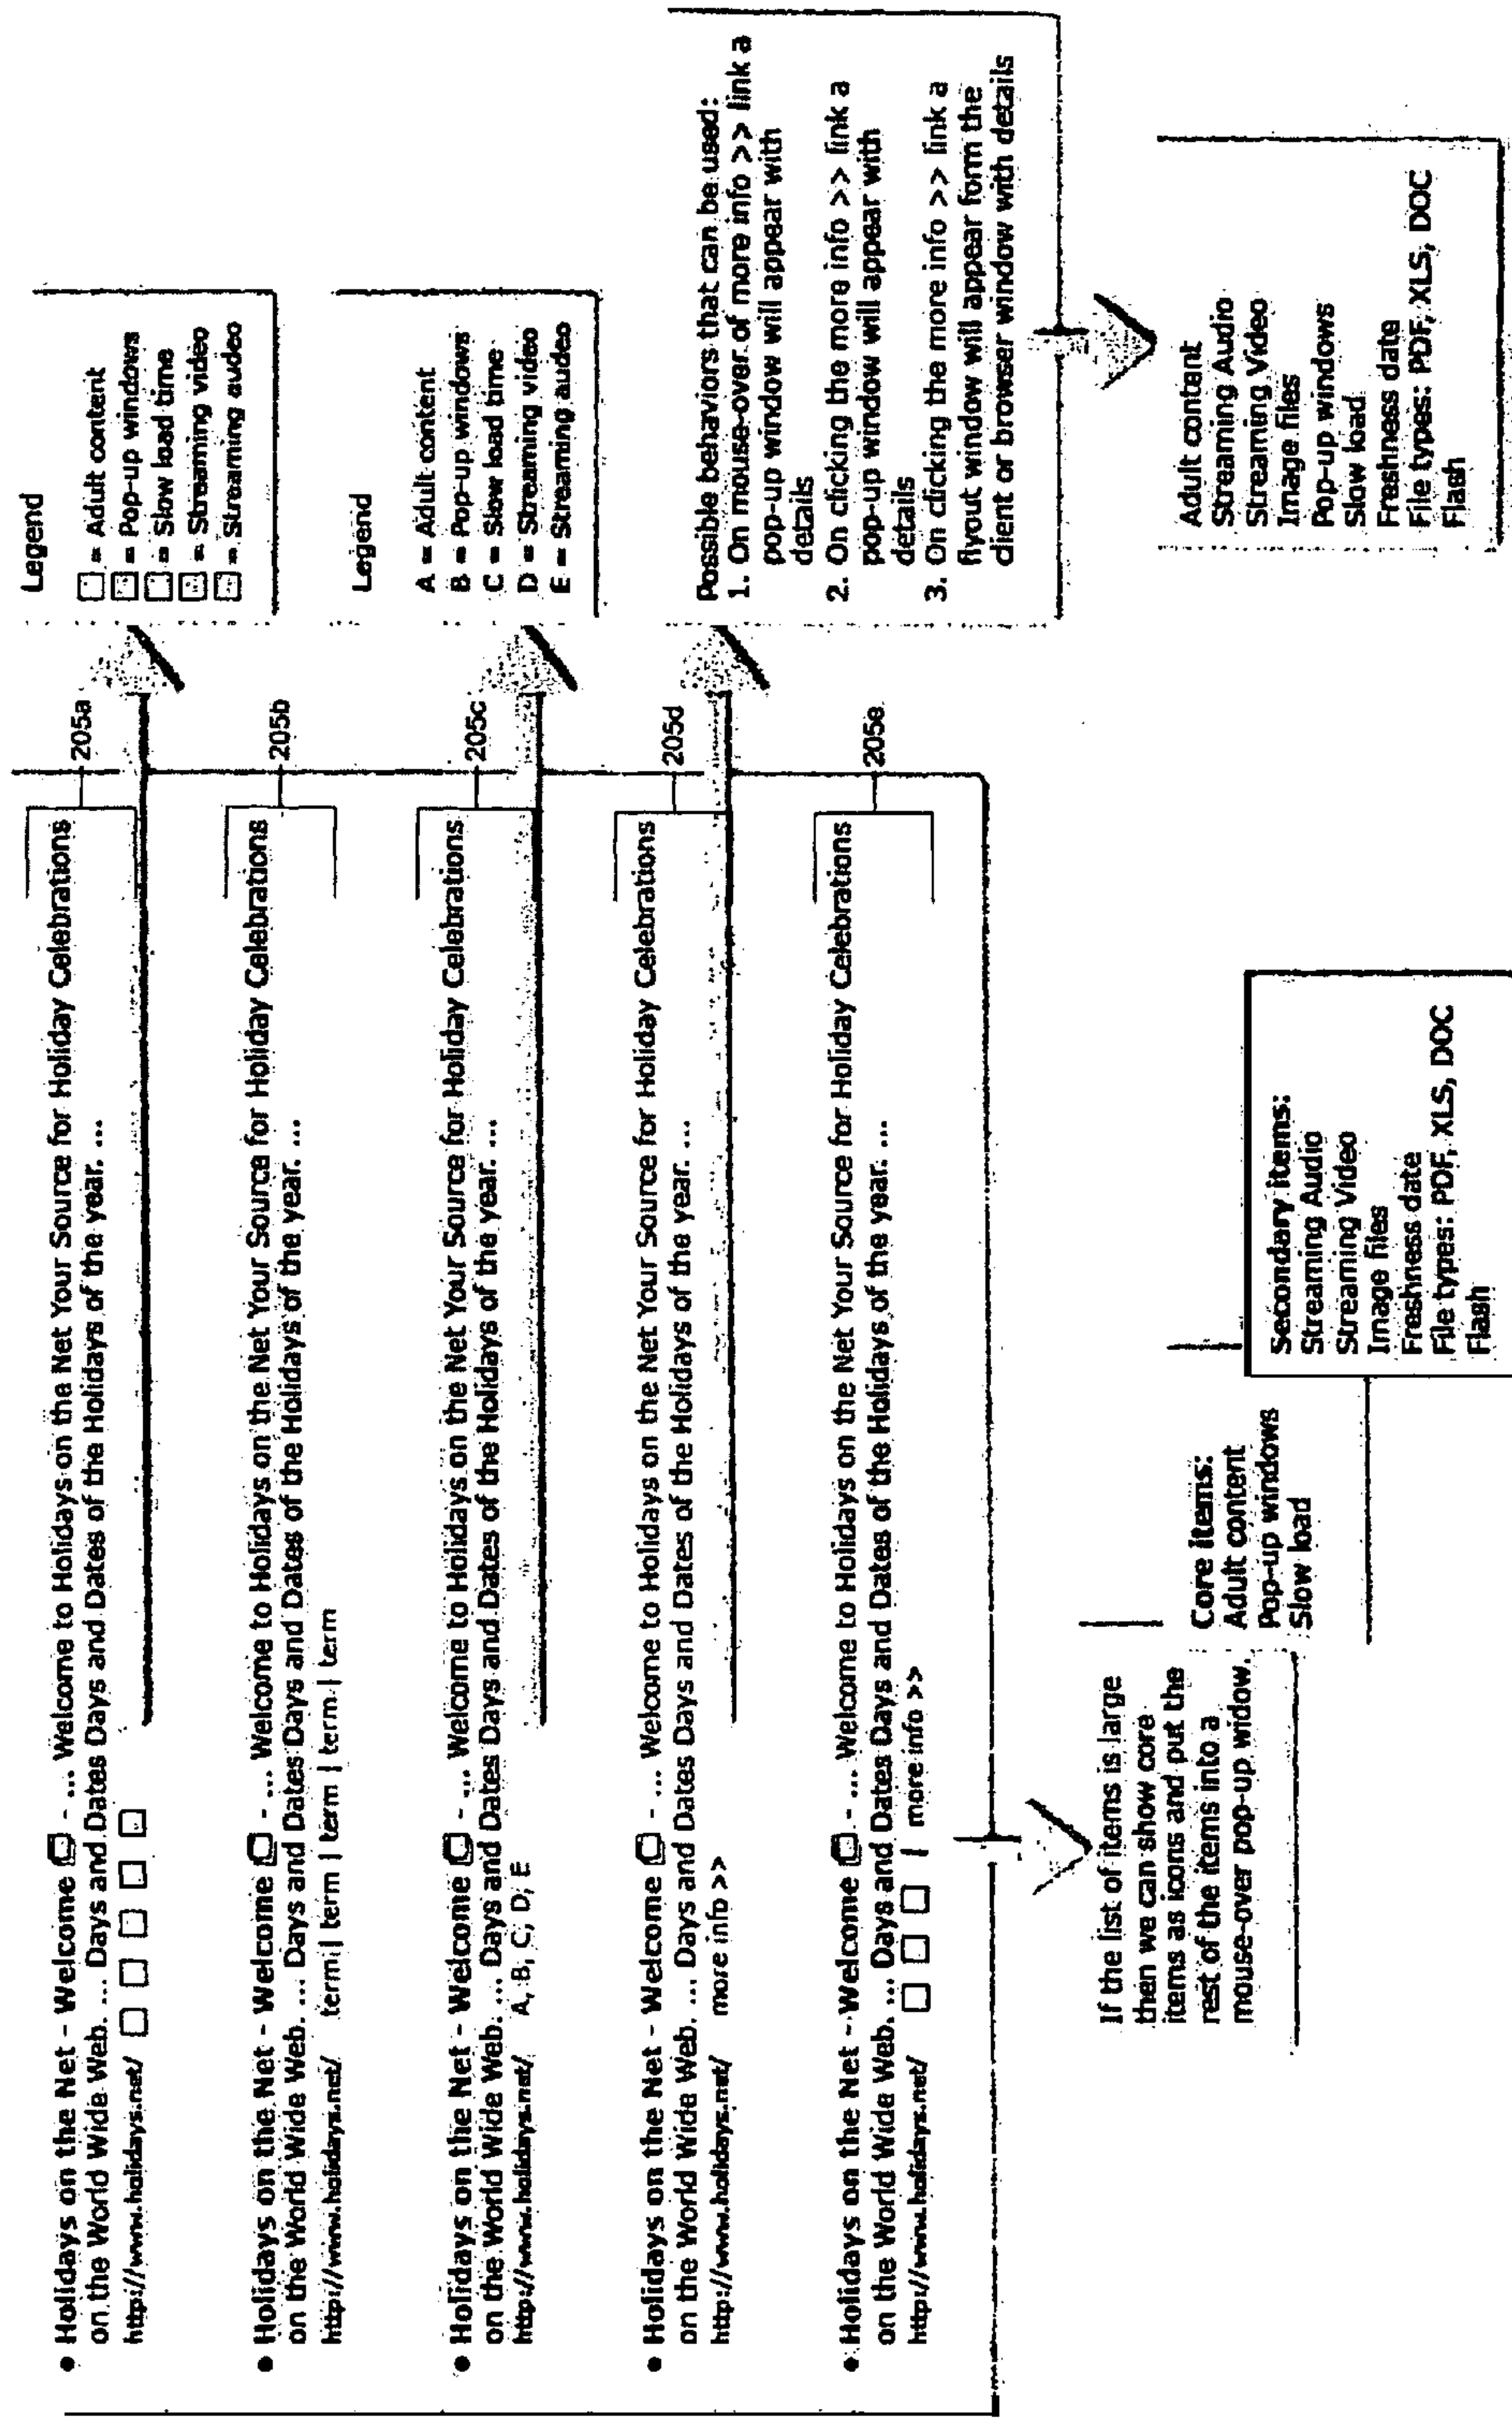 ● Holidays on the Net - Welcome - ... Welcome to Holidays on the Net Your Source for Holiday Celebrations
on the World Wide Web. ... Days and Dates Days and Dates of the Holidays of the year. ...
http://www.holidays.net/ □ □ □ □ □
205a
● Holidays on the Net - Welcome - ... Welcome to Holidays on the Net Your Source for Holiday Celebrations
on the World Wide Web. ... Days and Dates Days and Dates of the Holidays of the year. ...
http://www.holidays.net/ term | term | term | term | term
205b
● Holidays on the Net - Welcome - ... Welcome to Holidays on the Net Your Source for Holiday Celebrations
on the World Wide Web. ... Days and Dates Days and Dates of the Holidays of the year. ...
http://www.holidays.net/ A, B, C, D, E
205c
● Holidays on the Net - Welcome - ... Welcome to Holidays on the Net Your Source for Holiday Celebrations
on the World Wide Web. ... Days and Dates Days and Dates of the Holidays of the year. ...
http://www.holidays.net/ more info >>
205d
● Holidays on the Net - Welcome - ... Welcome to Holidays on the Net Your Source for Holiday Celebrations
on the World Wide Web. ... Days and Dates Days and Dates of the Holidays of the year. ...
http://www.holidays.net/ □ □ □ | more info >>
205e
Legend
□ = Adult content
□ = Pop-up windows
□ = Slow load time
□ = Streaming video
□ = Streaming audeo
Legend
A = Adult content
B = Pop-up windows
C = Slow load time
D = Streaming video
E = Streaming audeo
Possible behaviors that can be used:
1. On mouse-over of more info >> link a
pop-up window will appear with
details
2. On clicking the more info >> link a
pop-up window will appear with
details
3. On clicking the more info >> link a
flyout window will appear form the
client or browser window with details
If the list of items is large
then we can show core
items as icons and put the
rest of the items into a
mouse-over pop-up widow.
Core items:
Adult content
Pop-up windows
Slow load
Secondary items:
Streaming Audio
Streaming Video
Image files
Freshness date
File types: PDF, XLS, DOC
Flash
Adult content
Streaming Audio
Streaming Video
Image files
Pop-up windows
Slow load
Freshness date
File types: PDF, XLS, DOC
Flash